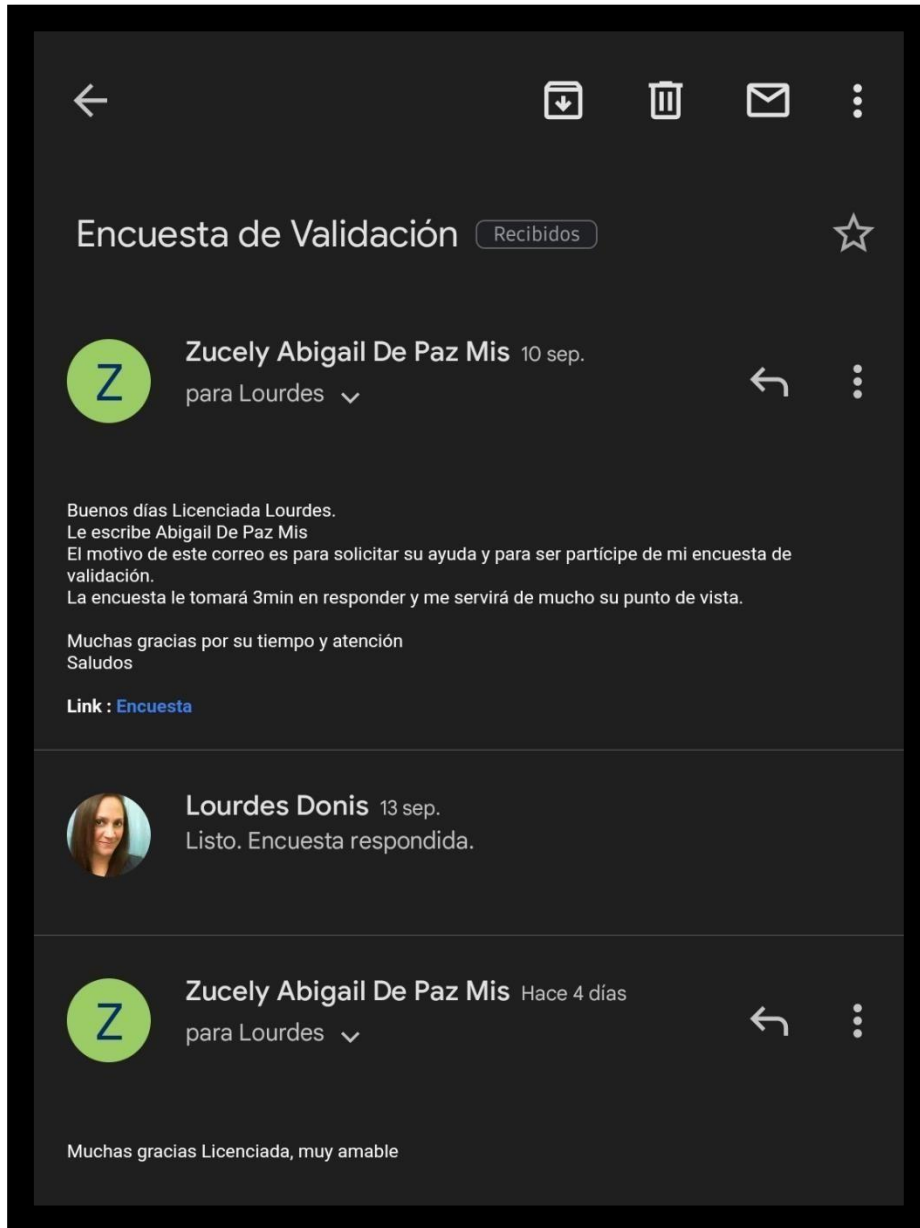 Encuesta de Validación Recibidos
Z
Zucely Abigail De Paz Mis 10 sep.
para Lourdes
Buenos días Licenciada Lourdes.
Le escribe Abigail De Paz Mis
El motivo de este correo es para solicitar su ayuda y para ser partícipe de mi encuesta de
validación.
La encuesta le tomará 3min en responder y me servirá de mucho su punto de vista.
Muchas gracias por su tiempo y atención
Saludos
Link : Encuesta
Lourdes Donis 13 sep.
Listo. Encuesta respondida.
Z
Zucely Abigail De Paz Mis Hace 4 días
para Lourdes
Muchas gracias Licenciada, muy amable